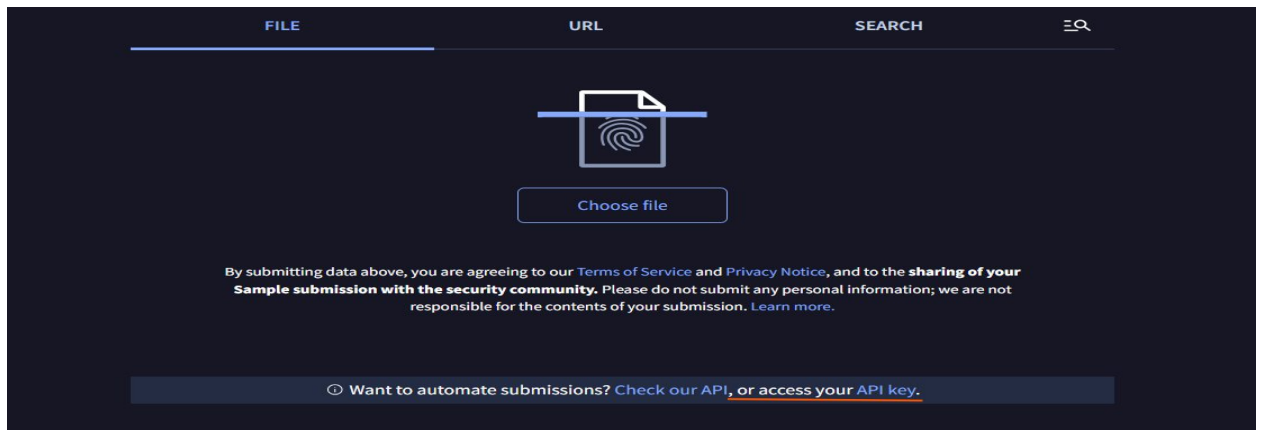 FILE URL SEARCH
Choose file
By submitting data above, you are agreeing to our Terms of Service and Privacy Notice, and to the sharing of your
Sample submission with the security community. Please do not submit any personal information; we are not
responsible for the contents of your submission. Learn more.
Want to automate submissions? Check our API, or access your API key.